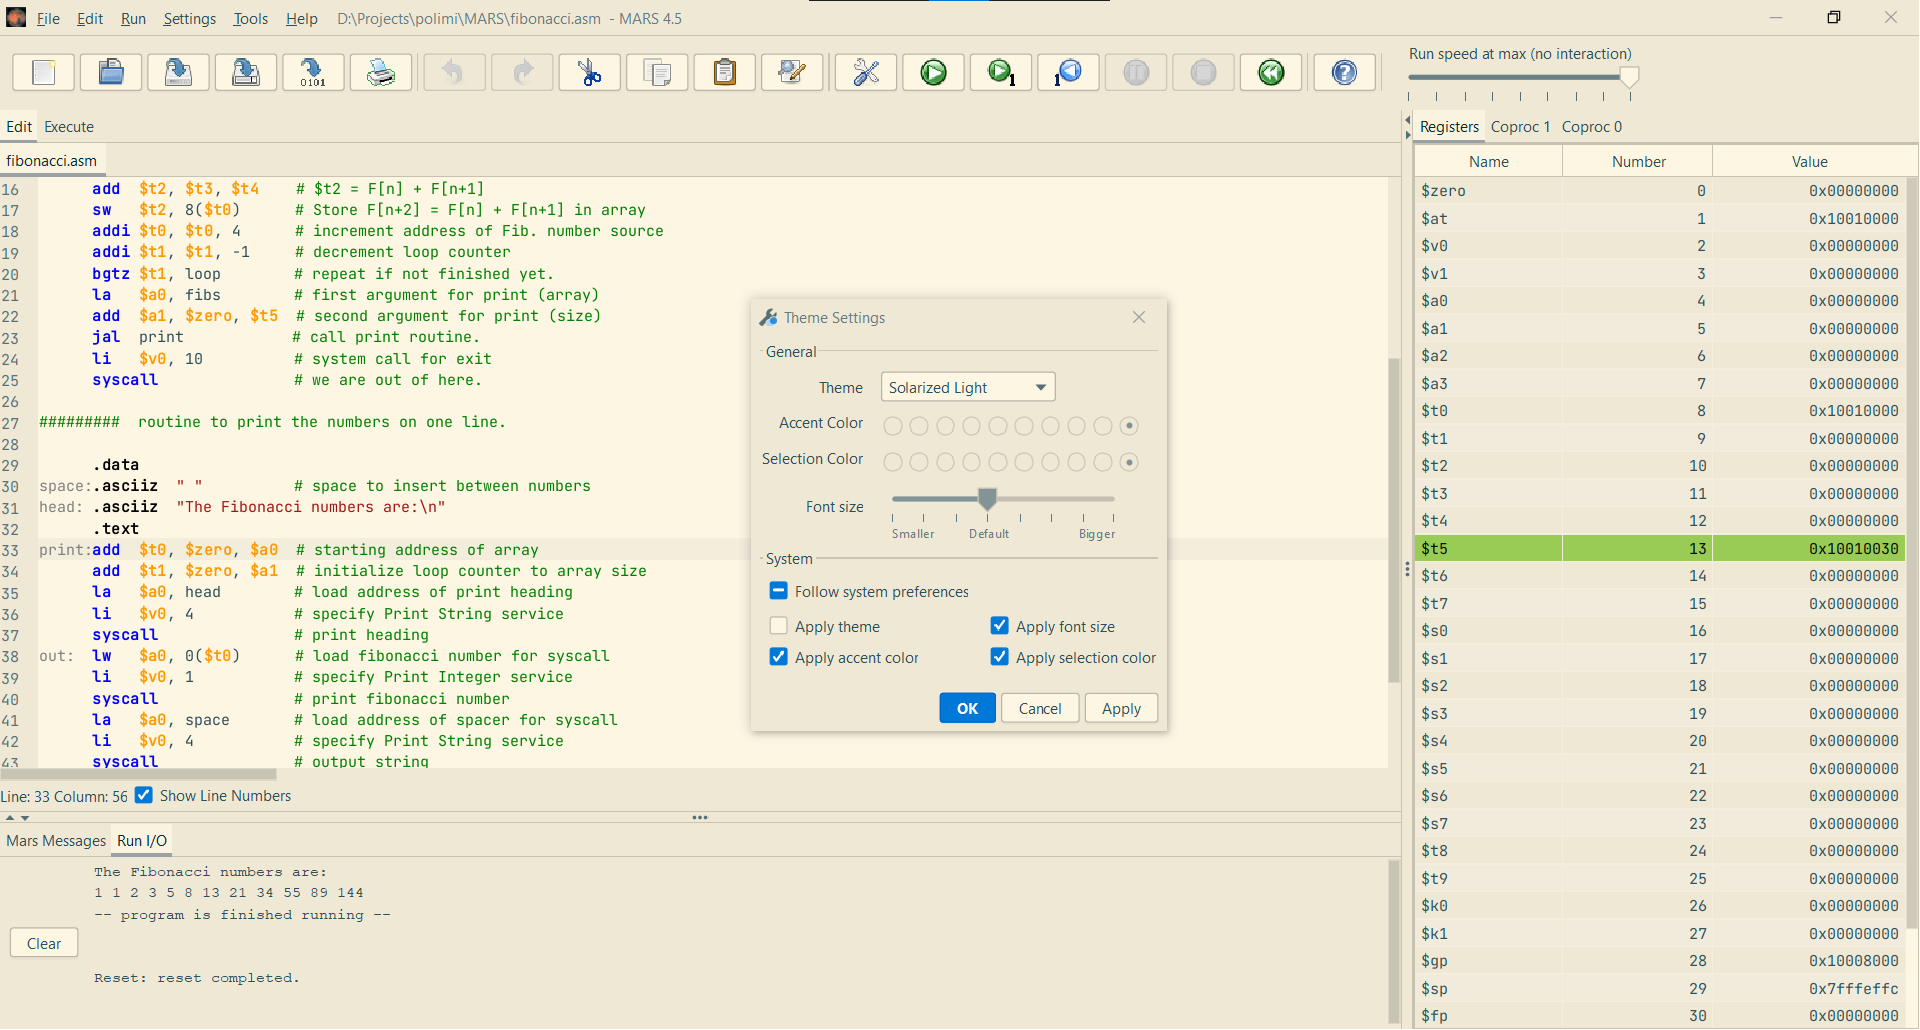 File Edit Run Settings Tools Help D:\Projects\polimi\MARS\fibonacci.asm - MARS 4.5
0101
1
1
Run speed at max (no interaction)
Edit Execute
fibonacci.asm
16 add $t2, $t3, $t4 # $t2 = F[n] + F[n+1]
17 sw $t2, 8($t0) # Store F[n+2] = F[n] + F[n+1] in array
18 addi $t0, $t0, 4 # increment address of Fib. number source
19 addi $t1, $t1, -1 # decrement loop counter
20 bgtz $t1, loop # repeat if not finished yet.
21 la $a0, fibs # first argument for print (array)
22 add $a1, $zero, $t5 # second argument for print (size)
23 jal print # call print routine.
24 li $v0, 10 # system call for exit
25 syscall # we are out of here.
26
27 ######### routine to print the numbers on one line.
28
29 .data
30 space:.asciiz " " # space to insert between numbers
31 head: .asciiz "The Fibonacci numbers are:\n"
32 .text
33 print:add $t0, $zero, $a0 # starting address of array
34 add $t1, $zero, $a1 # initialize loop counter to array size
35 la $a0, head # load address of print heading
36 li $v0, 4 # specify Print String service
37 syscall # print heading
38 out: lw $a0, 0($t0) # load fibonacci number for syscall
39 li $v0, 1 # specify Print Integer service
40 syscall # print fibonacci number
41 la $a0, space # load address of spacer for syscall
42 li $v0, 4 # specify Print String service
43 syscall # output string
Line: 33 Column: 56 Show Line Numbers
Mars Messages Run I/O
The Fibonacci numbers are:
1 1 2 3 5 8 13 21 34 55 89 144
-- program is finished running --
Clear
Reset: reset completed.
Theme Settings
General
Theme Solarized Light
Accent Color
Selection Color
Font size
Smaller Default Bigger
System
Follow system preferences
Apply theme Apply font size
Apply accent color Apply selection color
OK Cancel Apply
Registers Coproc 1 Coproc 0
Name Number Value
$zero 0 0x00000000
$at 1 0x10010000
$v0 2 0x00000000
$v1 3 0x00000000
$a0 4 0x00000000
$a1 5 0x00000000
$a2 6 0x00000000
$a3 7 0x00000000
$t0 8 0x10010000
$t1 9 0x00000000
$t2 10 0x00000000
$t3 11 0x00000000
$t4 12 0x00000000
$t5 13 0x10010030
$t6 14 0x00000000
$t7 15 0x00000000
$s0 16 0x00000000
$s1 17 0x00000000
$s2 18 0x00000000
$s3 19 0x00000000
$s4 20 0x00000000
$s5 21 0x00000000
$s6 22 0x00000000
$s7 23 0x00000000
$t8 24 0x00000000
$t9 25 0x00000000
$k0 26 0x00000000
$k1 27 0x00000000
$gp 28 0x10008000
$sp 29 0x7fffeffc
$fp 30 0x00000000